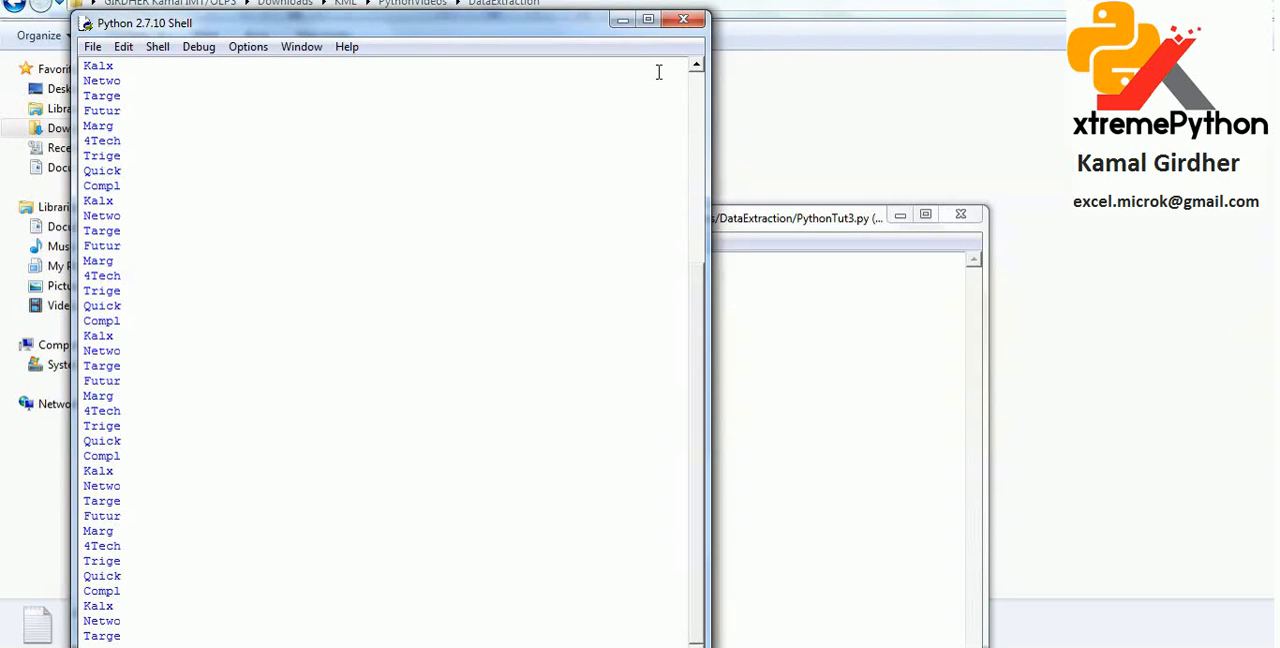 GIRDHER Kamal IMT/OLPS
Downloads
KML
PythonVideos
DataExtraction
Python 2.7.10 Shell
Organize
File Edit Shell Debug Options Window Help
Kalx
Netwo
Targe
Futur
Marg
4Tech
Trige
Quick
Compl
Kalx
Netwo
Targe
Futur
Marg
4Tech
Trige
Quick
Compl
Kalx
Netwo
Targe
Futur
Marg
4Tech
Trige
Quick
Compl
Kalx
Netwo
Targe
Futur
Marg
4Tech
Trige
Quick
Compl
Kalx
Netwo
Targe
Favori
Desk
Libra
Dow
Rece
Docu
Librari
Docu
Musi
My P
Pictu
Vide
Comp
Syste
Netwo
s/DataExtraction/PythonTut3.py (...
xtremePython
Kamal Girdher
excel.microk@gmail.com